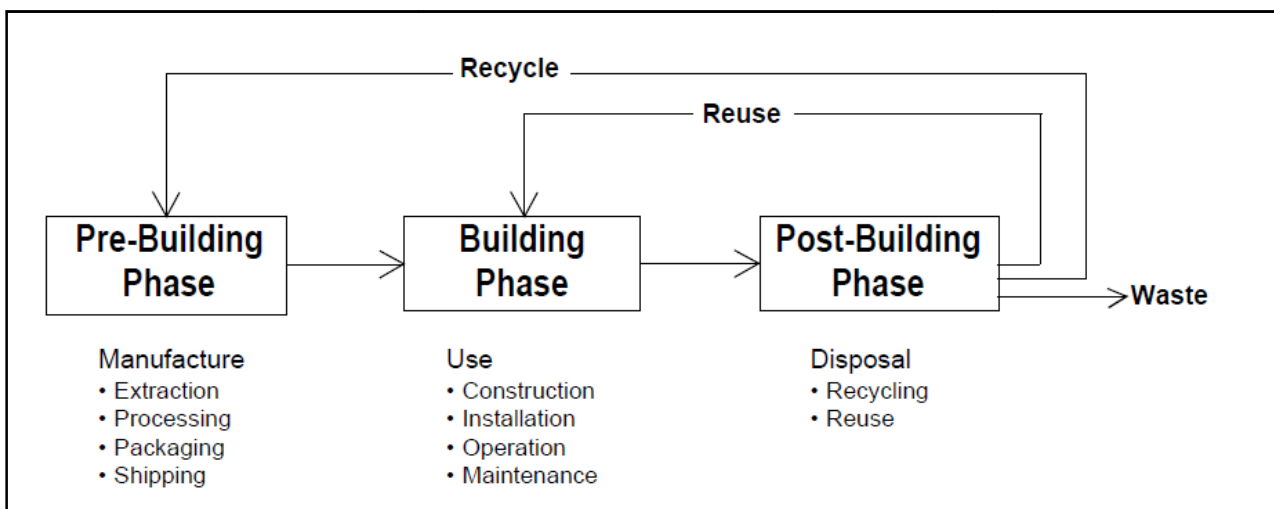 Recycle
Reuse
Pre-Building
Phase
Building
Phase
Post-Building
Phase
Waste
Manufacture
• Extraction
• Processing
• Packaging
• Shipping
Use
• Construction
• Installation
• Operation
• Maintenance
Disposal
• Recycling
• Reuse